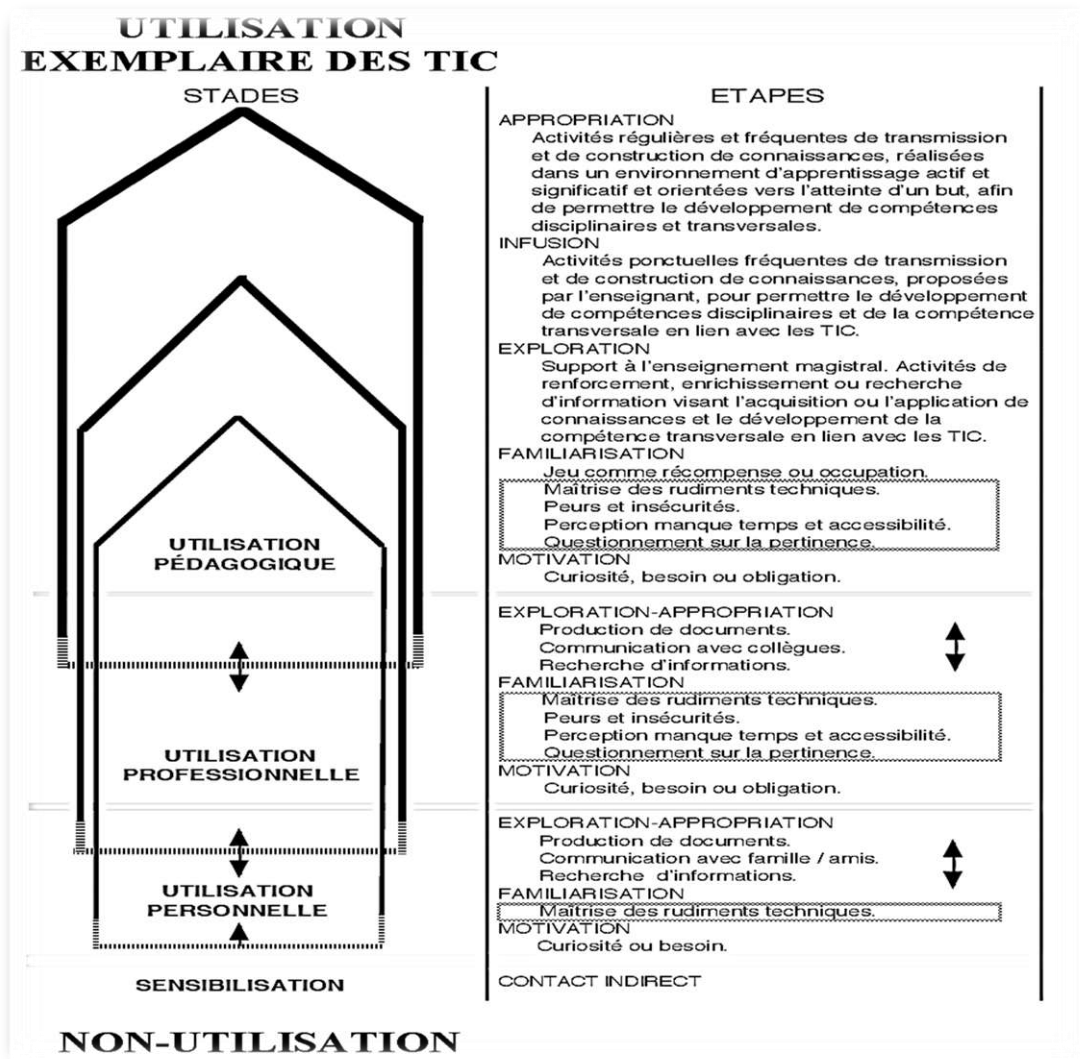 UTILISATION
EXEMPLAIRE DES TIC
STADES
UTILISATION
PÉDAGOGIQUE
UTILISATION
PROFESSIONNELLE
UTILISATION
PERSONNELLE
SENSIBILISATION
NON-UTILISATION
ETAPES
APPROPRIATION
Activités régulières et fréquentes de transmission
et de construction de connaissances, réalisées
dans un environnement d'apprentissage actif et
significatif et orientées vers l'atteinte d'un but, afin
de permettre le développement de compétences
disciplinaires et transversales.
INFUSION
Activités ponctuelles fréquentes de transmission
et de construction de connaissances, proposées
par l'enseignant, pour permettre le développement
de compétences disciplinaires et de la compétence
transversale en lien avec les TIC.
EXPLORATION
Support à l'enseignement magistral. Activités de
renforcement, enrichissement ou recherche
d'information visant l'acquisition ou l'application de
connaissances et le développement de la
compétence transversale en lien avec les TIC.
FAMILIARISATION
Jeu comme récompense ou occupation.
Maîtrise des rudiments techniques.
Peurs et insécurités.
Perception manque temps et accessibilité.
Questionnement sur la pertinence.
MOTIVATION
Curiosité, besoin ou obligation.
EXPLORATION-APPROPRIATION
Production de documents.
Communication avec collègues.
Recherche d'informations.
FAMILIARISATION
Maîtrise des rudiments techniques.
Peurs et insécurités.
Perception manque temps et accessibilité.
Questionnement sur la pertinence.
MOTIVATION
Curiosité, besoin ou obligation.
EXPLORATION-APPROPRIATION
Production de documents.
Communication avec famille / amis.
Recherche d'informations.
FAMILIARISATION
Maîtrise des rudiments techniques.
MOTIVATION
Curiosité ou besoin.
CONTACT INDIRECT